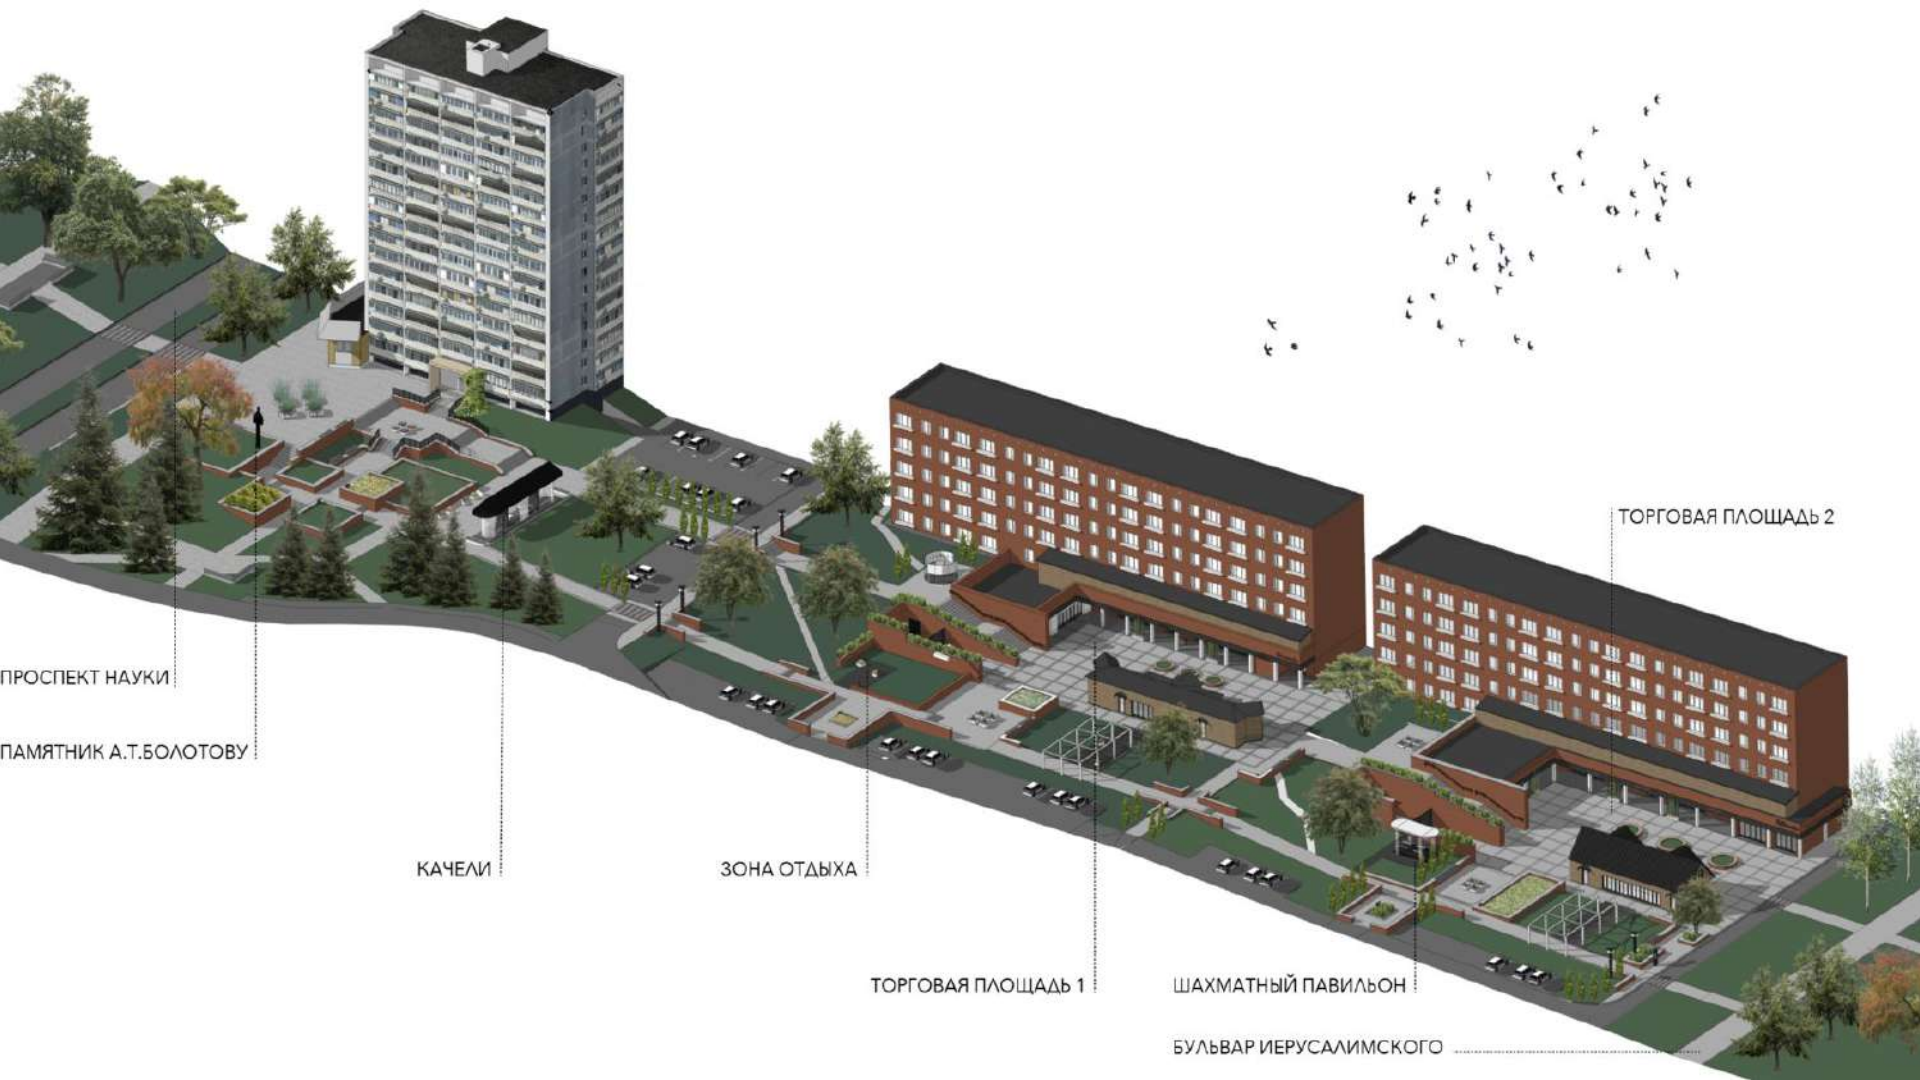 ТОРГОВАЯ ПЛОЩАДЬ 2
ПРОСПЕКТ НАУКИ
ПАМЯТНИК А.Т.БОЛОТОВУ
КАЧЕЛИ
ЗОНА ОТДЫХА
ТОРГОВАЯ ПЛОЩАДЬ 1
ШАХМАТНЫЙ ПАВИЛЬОН
БУЛЬВАР ИЕРУСАЛИМСКОГО